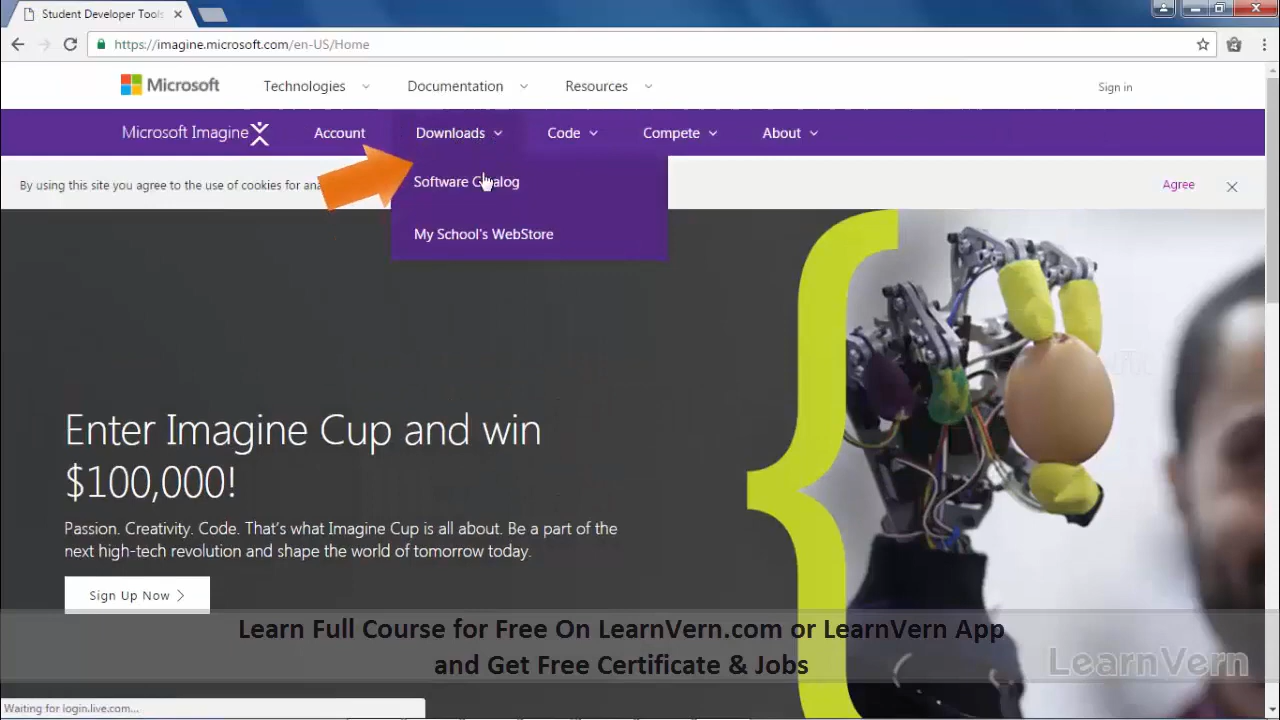 Student Developer Tools
https://imagine.microsoft.com/en-US/Home
Microsoft Technologies Documentation Resources Sign in
Microsoft Imagine Account Downloads Code Compete About
By using this site you agree to the use of cookies for ana
Agree
Software Catalog
My School's WebStore
Enter Imagine Cup and win
$100,000!
Passion. Creativity. Code. That's what Imagine Cup is all about. Be a part of the
next high-tech revolution and shape the world of tomorrow today.
Sign Up Now
Learn Full Course for Free On LearnVern.com or LearnVern App
and Get Free Certificate & Jobs
LearnVern
Waiting for login.live.com...